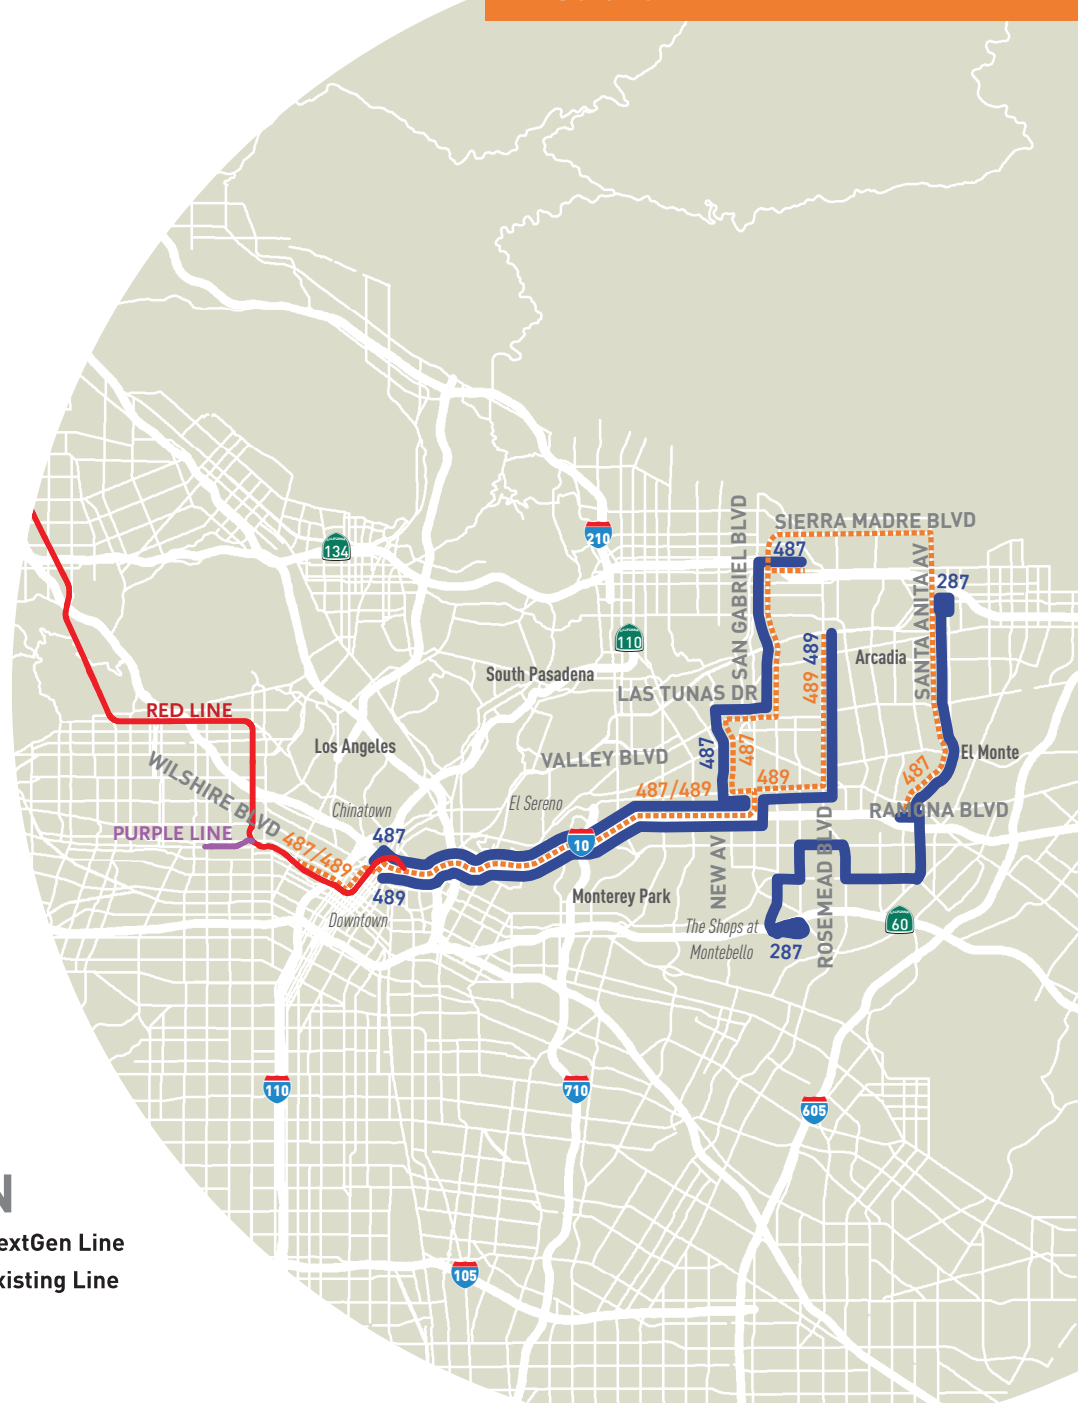 210
SIERRA MADRE BLVD
SAN GABRIEL BLVD
487
SANTA ANITA AV
287
CALIFORNIA
134
CALIFORNIA
110
489
489
Arcadia
South Pasadena
LAS TUNAS DR
RED LINE
Los Angeles
VALLEY BLVD
487
487
El Monte
WILSHIRE BLVD
487
489
487/489
El Sereno
Chinatown
RAMONA BLVD
PURPLE LINE
487/489
487
10
NEW AV
ROSEMEAD BLVD
489
Monterey Park
Downtown
The Shops at
Montebello
287
CALIFORNIA
60
110
710
605
N
extGen Line
xisting Line
105